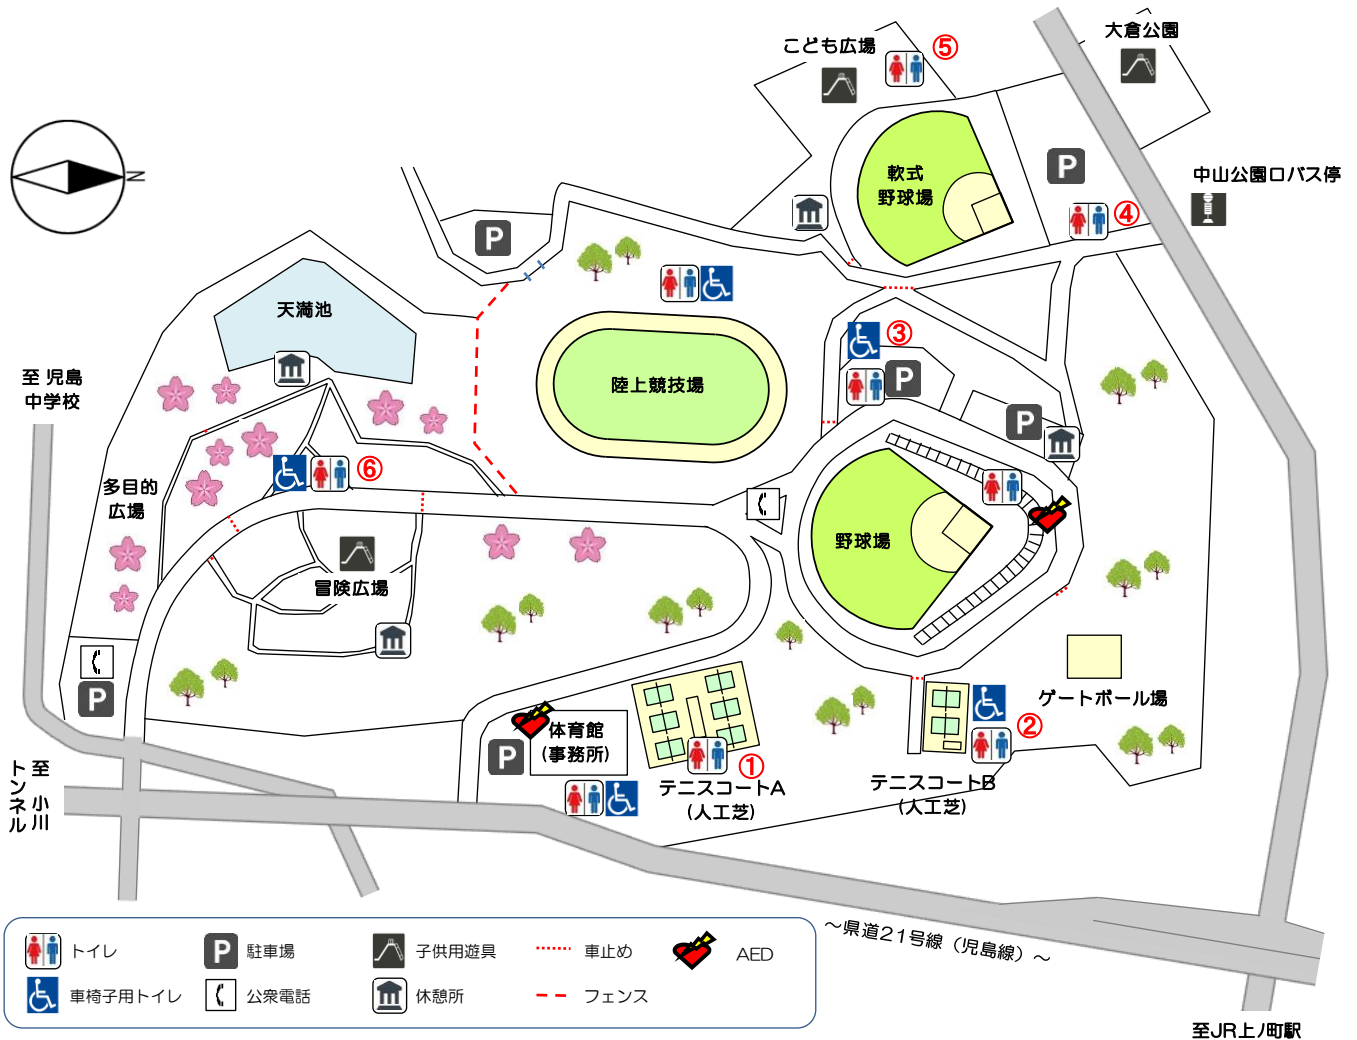 こども広場
⑤
大倉公園
軟式
野球場
P
中山公園口バス停
④
N
P
天満池
陸上競技場
③
P
P
至 児島
中学校
⑥
多目的
広場
野球場
冒険広場
P
ゲートボール場
体育館
(事務所)
P
①
②
テニスコートA
(人工芝)
テニスコートB
(人工芝)
至 小川
トンネル
～県道21号線（児島線）～
トイレ
P
駐車場
子供用遊具
車止め
AED
車椅子用トイレ
公衆電話
休憩所
フェンス
至JR上ノ町駅